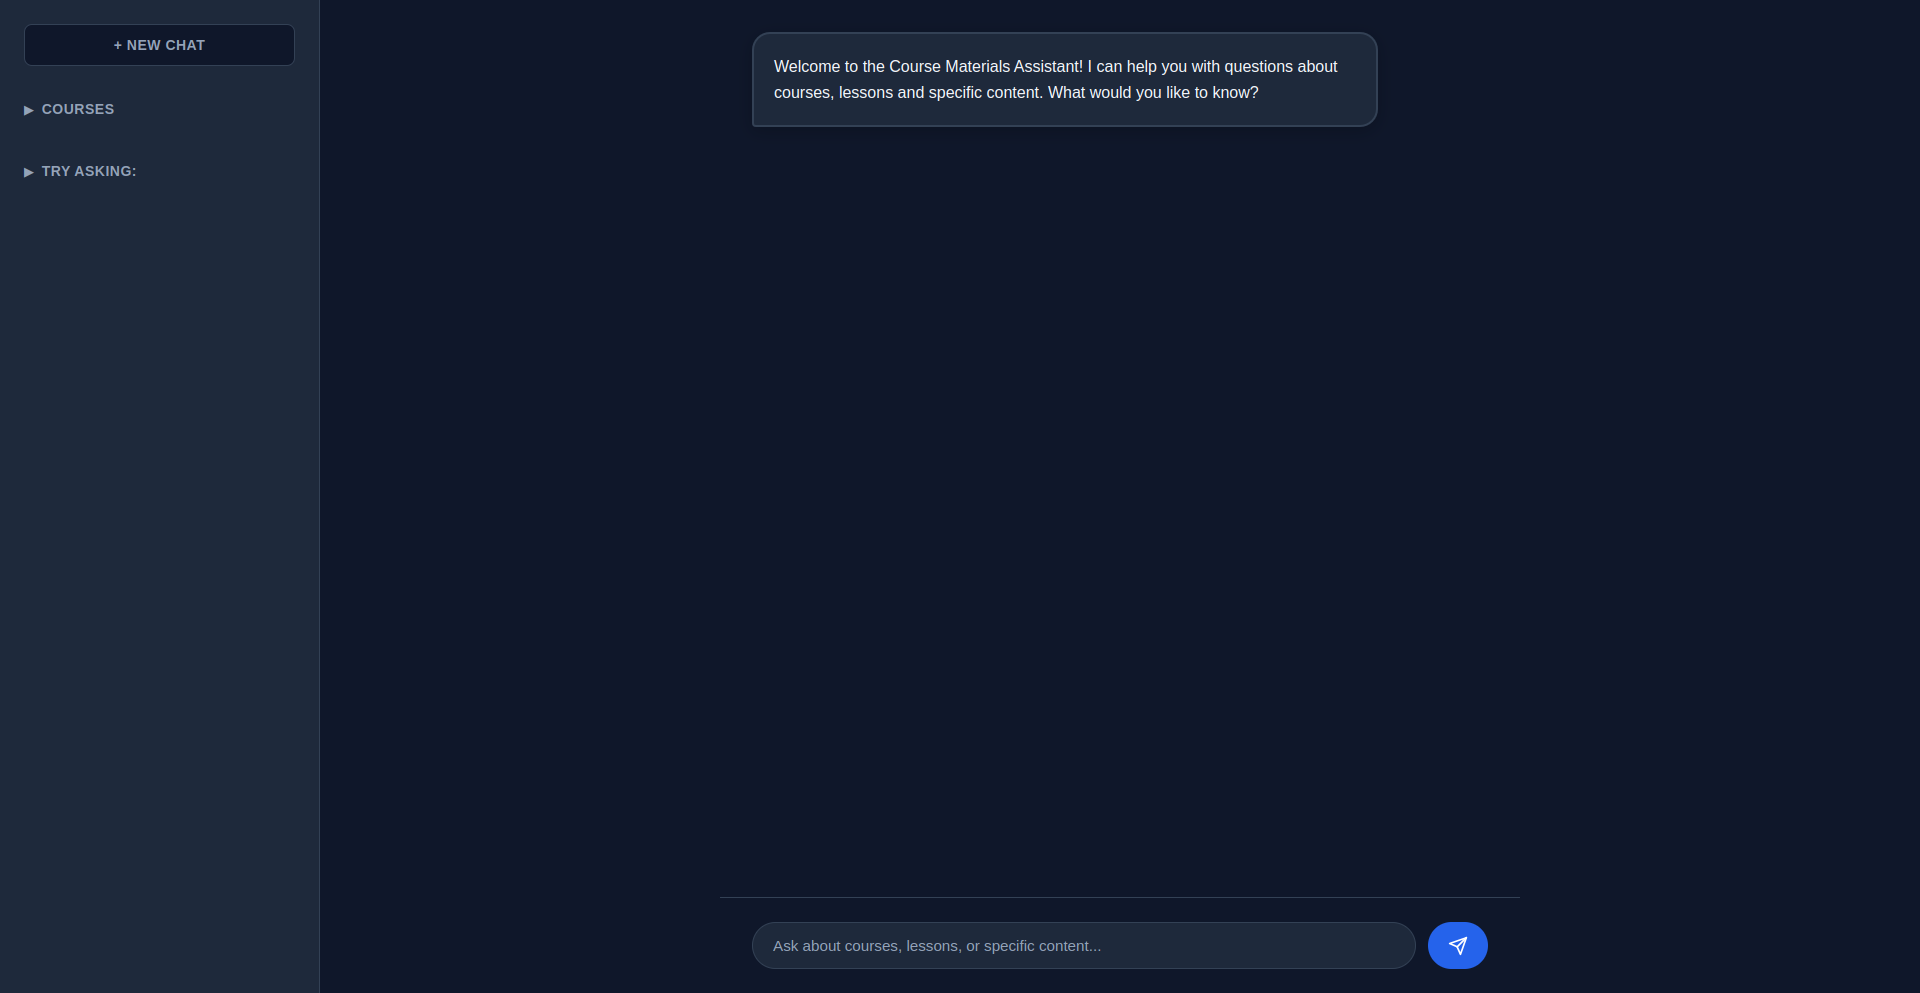 + NEW CHAT
▶ COURSES
▶ TRY ASKING:
Welcome to the Course Materials Assistant! I can help you with questions about
courses, lessons and specific content. What would you like to know?
Ask about courses, lessons, or specific content...